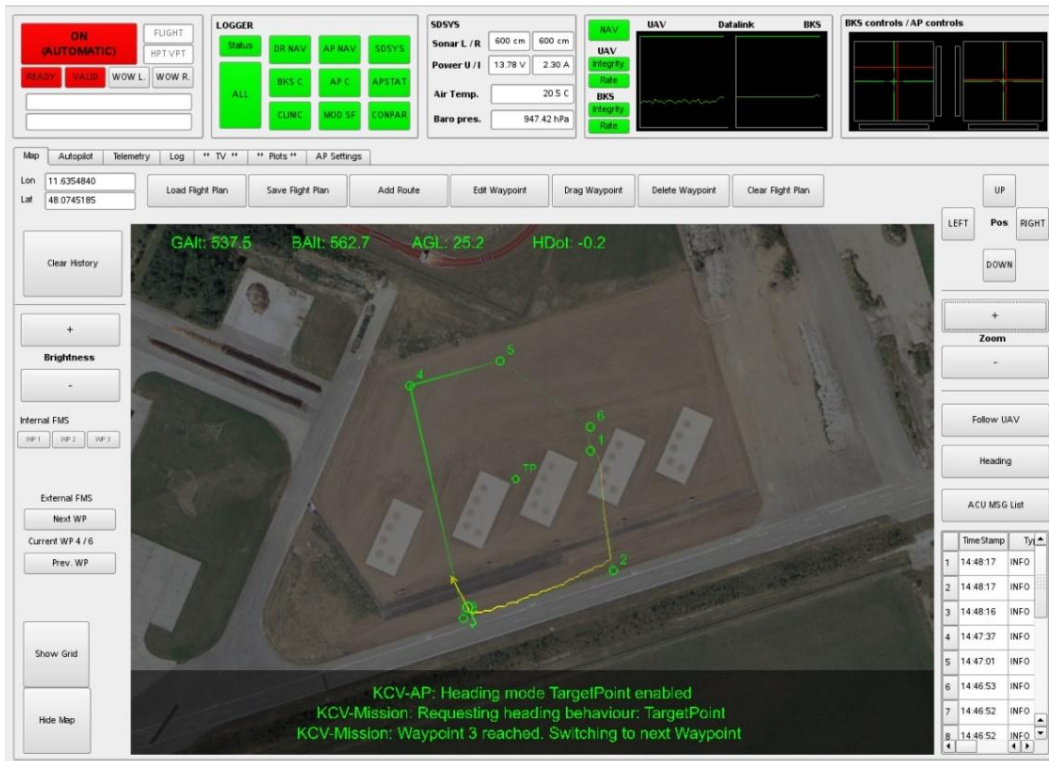 ON
(AUTOMATIC)
FLIGHT
HPT VPT
READY VALID WOW L. WOW R.
LOGGER
Status DR NAV AP NAV SDSYS
ALL
BKS C AP C APSTAT
CLINIC MOD SF CONPAR
SDSYS
Sonar L / R 600 cm 600 cm
Power U / I 13.78 V 2.30 A
Air Temp. 20.5 C
Baro pres. 947.42 hPa
NAV
UAV
Integrity
Rate
BKS
Integrity
Rate
UAV Datalink BKS
BKS controls / AP controls
Map Autopilot Telemetry Log ** TV ** ** Plots ** AP Settings
Lon 11.6354840
Lat 48.0745185
Load Flight Plan Save Flight Plan Add Route Edit Waypoint Drag Waypoint Delete Waypoint Clear Flight Plan
UP
LEFT Pos RIGHT
DOWN
Clear History
+
Brightness
-
Internal FMS
WP 1 WP 2 WP 3
External FMS
Next WP
Current WP 4 / 6
Prev. WP
Show Grid
Hide Map
GAlt: 537.5 BAlt: 562.7 AGL: 25.2 HDot: -0.2
5
4
6
1
TP
2
KCV-AP: Heading mode TargetPoint enabled
KCV-Mission: Requesting heading behaviour: TargetPoint
KCV-Mission: Waypoint 3 reached. Switching to next Waypoint
+
Zoom
-
Follow UAV
Heading
ACU MSG List
Time Stamp Ty
1 14:48:17 INFO
2 14:48:17 INFO
3 14:48:16 INFO
4 14:47:37 INFO
5 14:47:01 INFO
6 14:46:53 INFO
7 14:46:52 INFO
8 14:46:52 INFO